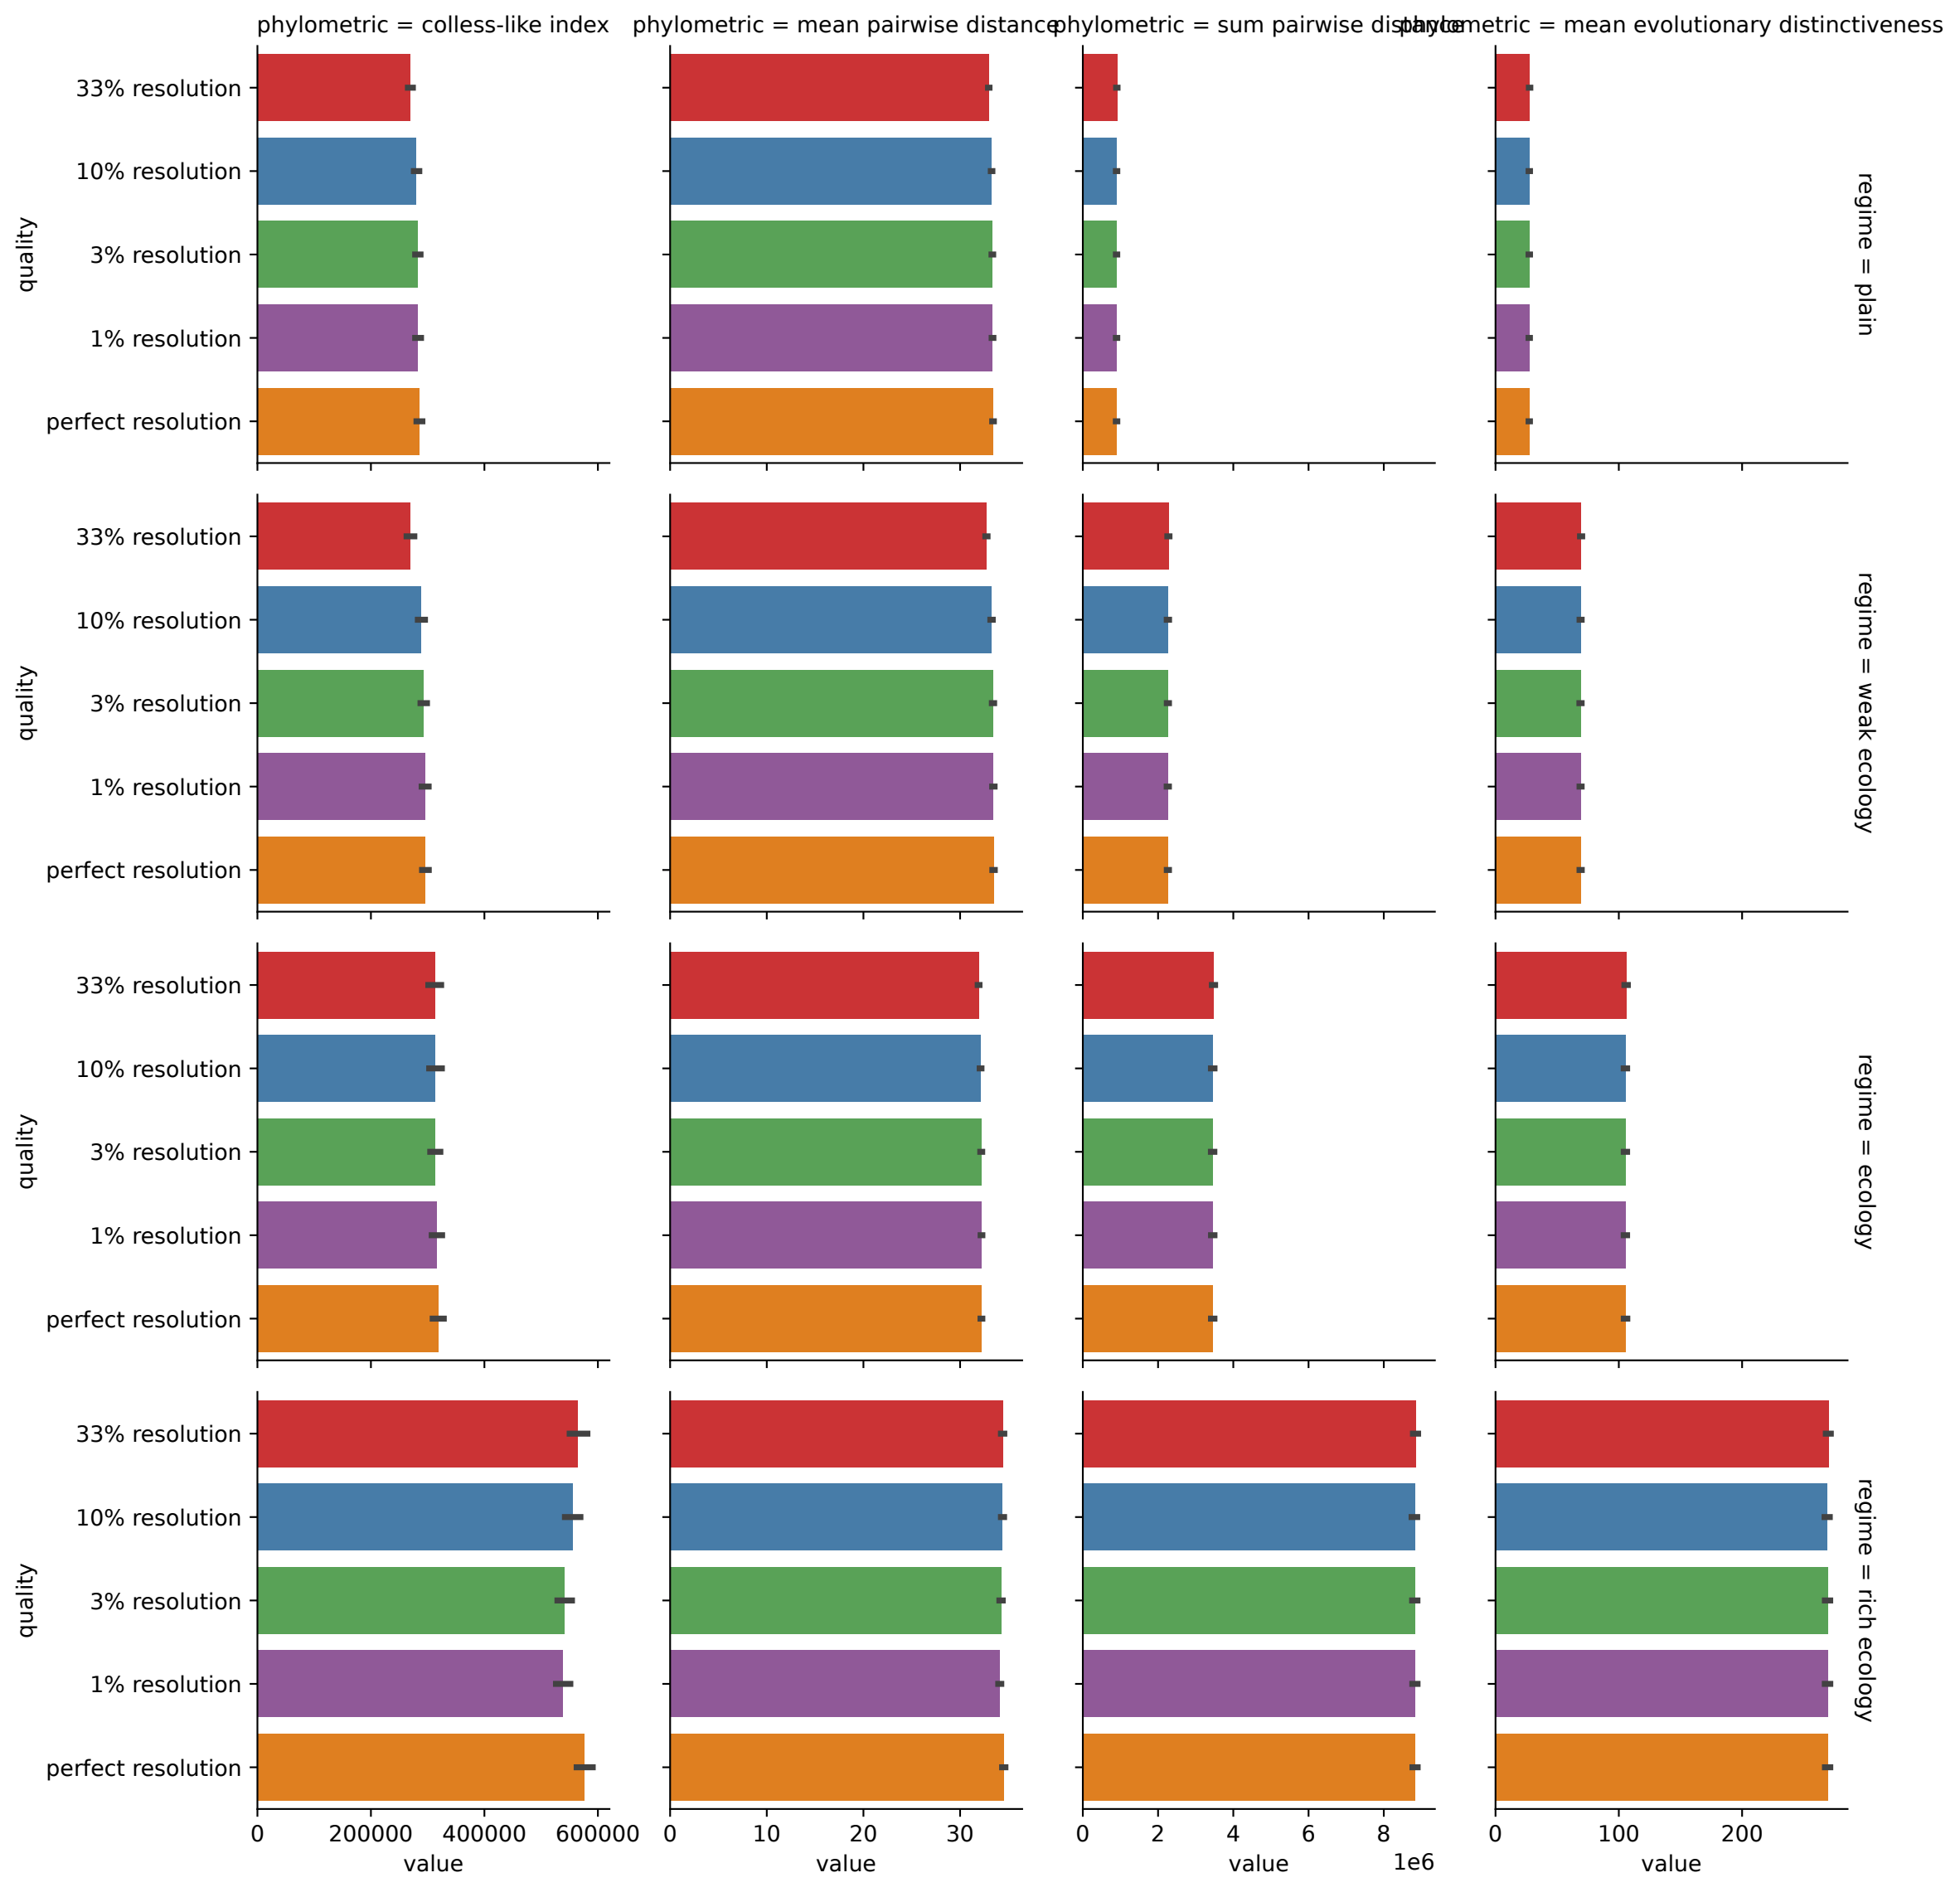 phylometric = colless-like index
phylometric = mean pairwise distance
phylometric = sum pairwise distance
phylometric = mean evolutionary distinctiveness
quality
33% resolution
10% resolution
3% resolution
1% resolution
perfect resolution
regime = plain
quality
33% resolution
10% resolution
3% resolution
1% resolution
perfect resolution
regime = weak ecology
quality
33% resolution
10% resolution
3% resolution
1% resolution
perfect resolution
regime = ecology
quality
33% resolution
10% resolution
3% resolution
1% resolution
perfect resolution
regime = rich ecology
0 200000 400000 600000
value
0 10 20 30
value
0 2 4 6 8
1e6
value
0 100 200
value